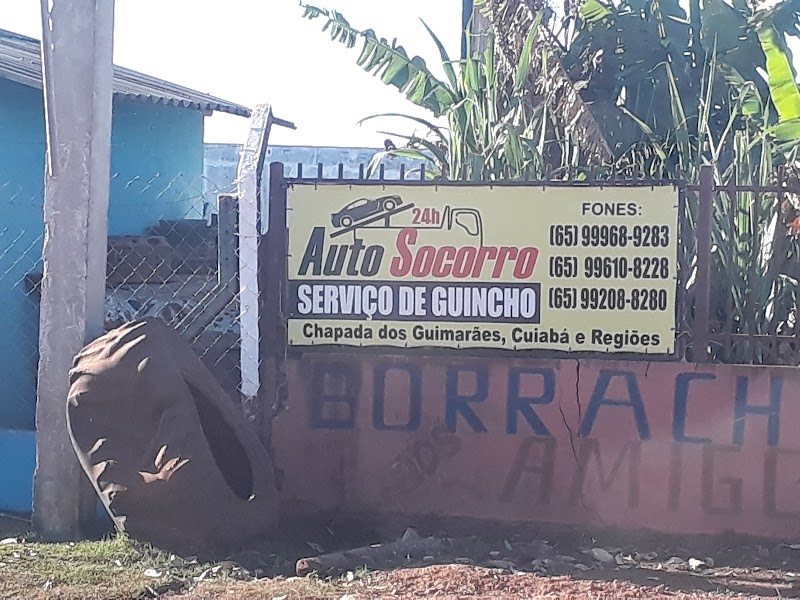 24h
Auto Socorro
SERVIÇO DE GUINCHO
Chapada dos Guimarães, Cuiabá e Regiões
FONES:
(65) 99968-9283
(65) 99610-8228
(65) 99208-8280
BORRACH
DOS
AMIG